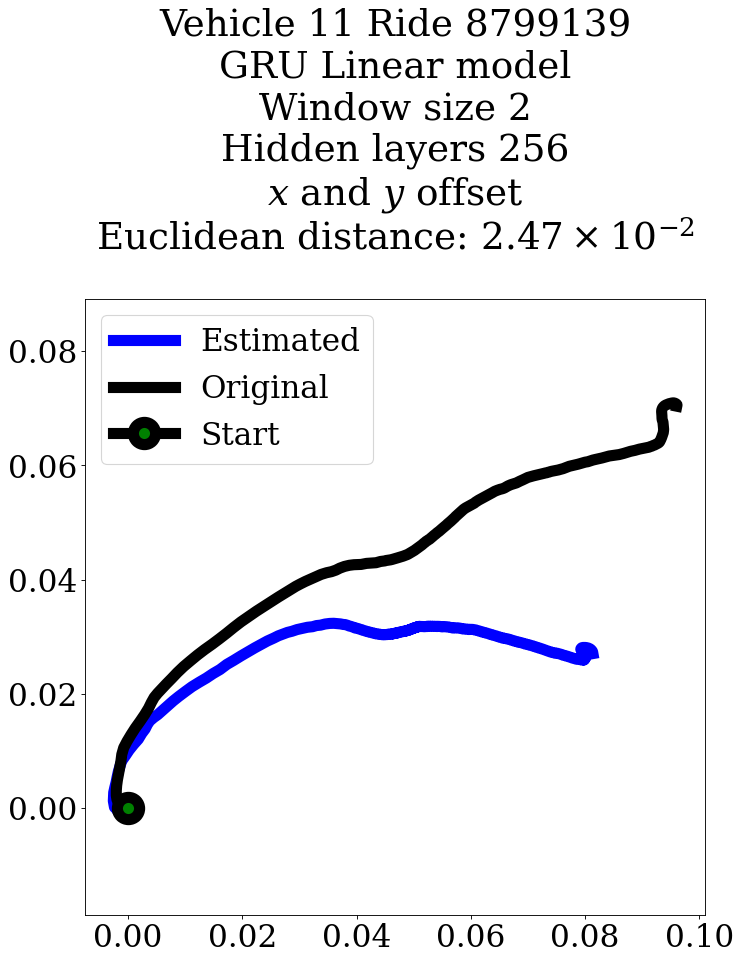 Vehicle 11 Ride 8799139
GRU Linear model
Window size 2
Hidden layers 256
x and y offset
Euclidean distance: 2.47 × 10⁻²
Estimated
Original
Start
0.08
0.06
0.04
0.02
0.00
0.00 0.02 0.04 0.06 0.08 0.10